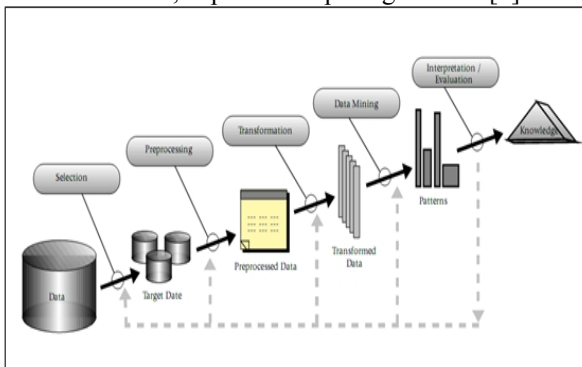 Interpretation /
Evaluation
Data Mining
Transformation
Preprocessing
Selection
Knowledge
Patterns
Transformed
Data
Preprocessed Data
Target Date
Data